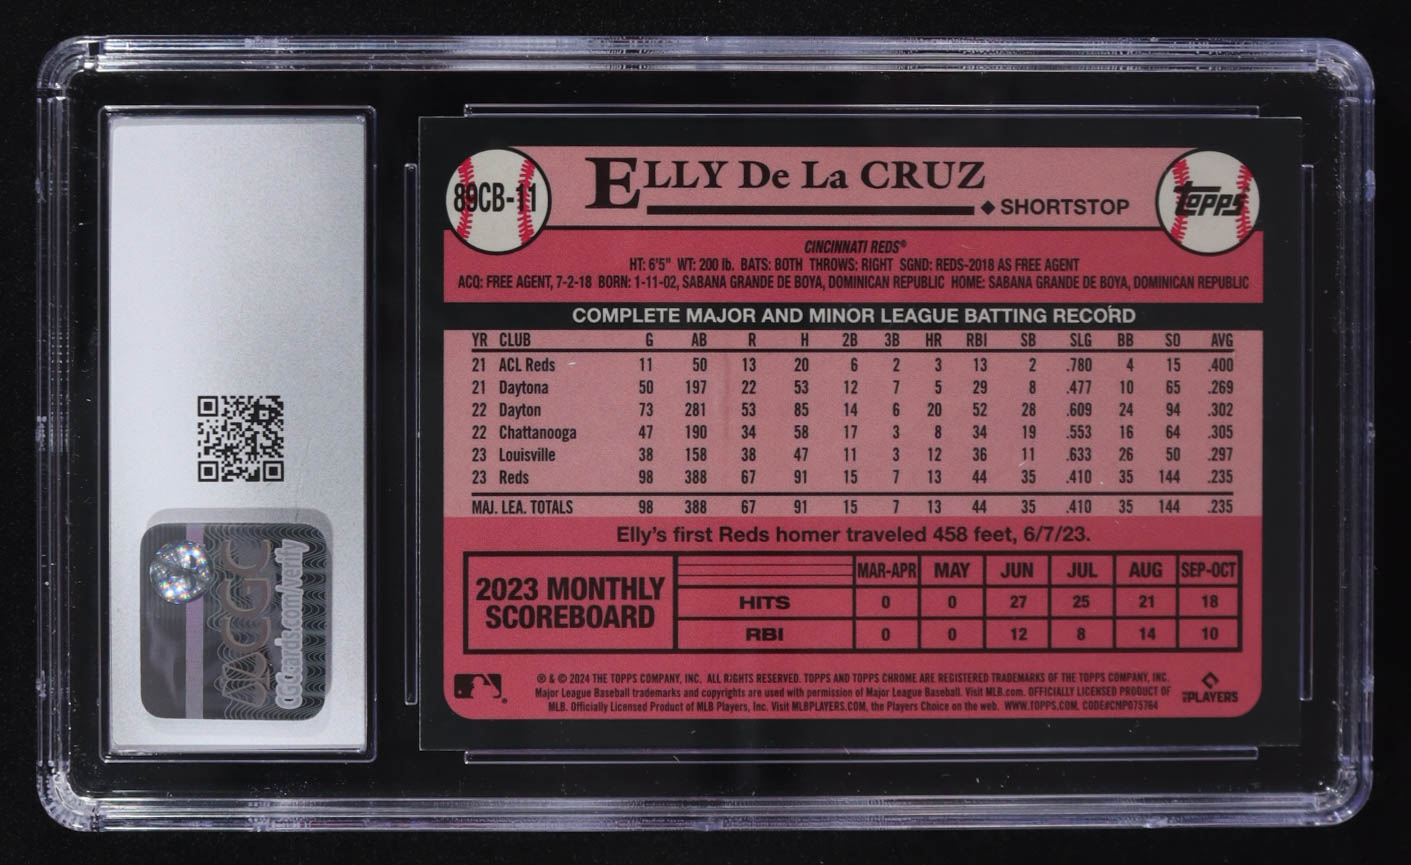 89CB-11
ELLY De La CRUZ
◆ SHORTSTOP
Topps
CINCINNATI REDS®
HT: 6'5" WT: 200 lb. BATS: BOTH THROWS: RIGHT SGND: REDS-2018 AS FREE AGENT
ACQ: FREE AGENT, 7-2-18 BORN: 1-11-02, SABANA GRANDE DE BOYA, DOMINICAN REPUBLIC HOME: SABANA GRANDE DE BOYA, DOMINICAN REPUBLIC
COMPLETE MAJOR AND MINOR LEAGUE BATTING RECORD
YR CLUB G AB R H 2B 3B HR RBI SB SLG BB SO AVG
21 ACL Reds 11 50 13 20 6 2 3 13 2 .780 4 15 .400
21 Daytona 50 197 22 53 12 7 5 29 8 .477 10 65 .269
22 Dayton 73 281 53 85 14 6 20 52 28 .609 24 94 .302
22 Chattanooga 47 190 34 58 17 3 8 34 19 .553 16 64 .305
23 Louisville 38 158 38 47 11 3 12 36 11 .633 26 50 .297
23 Reds 98 388 67 91 15 7 13 44 35 .410 35 144 .235
MAJ. LEA. TOTALS 98 388 67 91 15 7 13 44 35 .410 35 144 .235
Elly's first Reds homer traveled 458 feet, 6/7/23.
2023 MONTHLY
SCOREBOARD
MAR-APR MAY JUN JUL AUG SEP-OCT
HITS 0 0 27 25 21 18
RBI 0 0 12 8 14 10
® & © 2024 THE TOPPS COMPANY, INC. ALL RIGHTS RESERVED. TOPPS AND TOPPS CHROME ARE REGISTERED TRADEMARKS OF THE TOPPS COMPANY, INC.
Major League Baseball trademarks and copyrights are used with permission of Major League Baseball. Visit MLB.com. OFFICIALLY LICENSED PRODUCT OF
MLB. Officially Licensed Product of MLB Players, Inc. Visit MLBPLAYERS.COM, the Players Choice on the web. WWW.TOPPS.COM, CODE#CMP075764
PLAYERS
CGC
CGCcards.com/verify